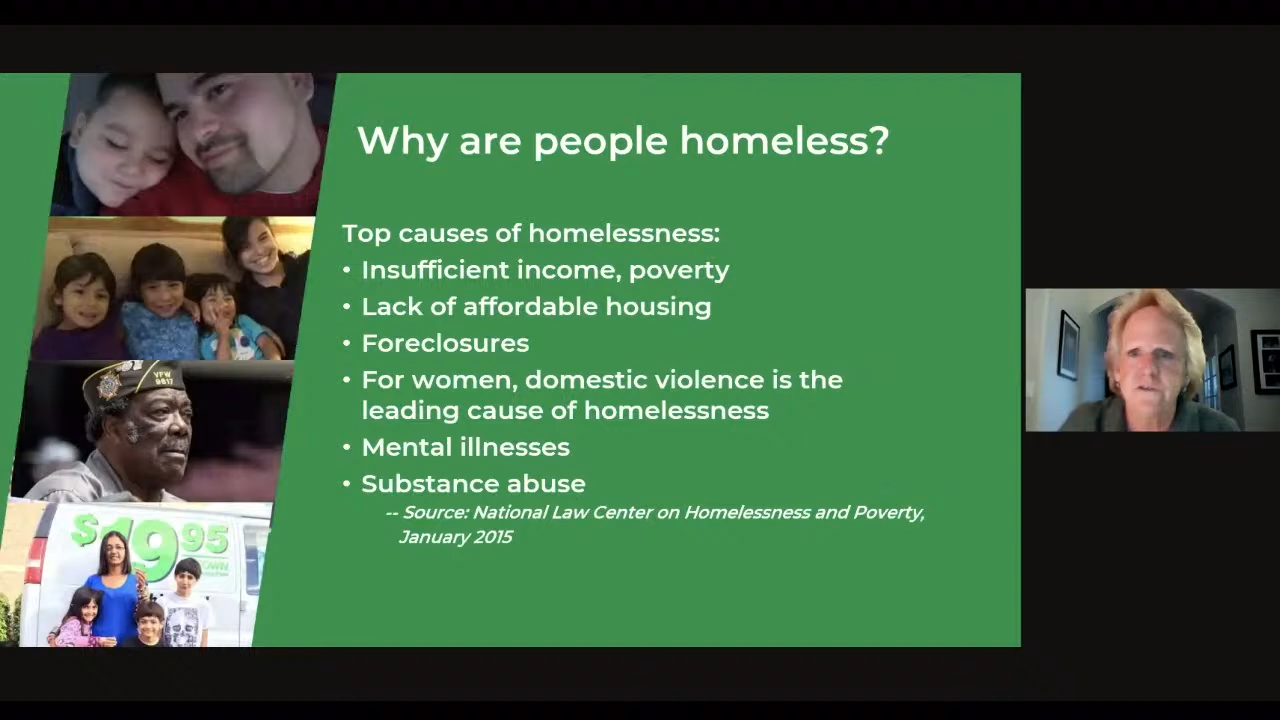 Why are people homeless?
Top causes of homelessness:
• Insufficient income, poverty
• Lack of affordable housing
• Foreclosures
• For women, domestic violence is the
leading cause of homelessness
• Mental illnesses
• Substance abuse
-- Source: National Law Center on Homelessness and Poverty,
January 2015
VFW
9617
$19.95